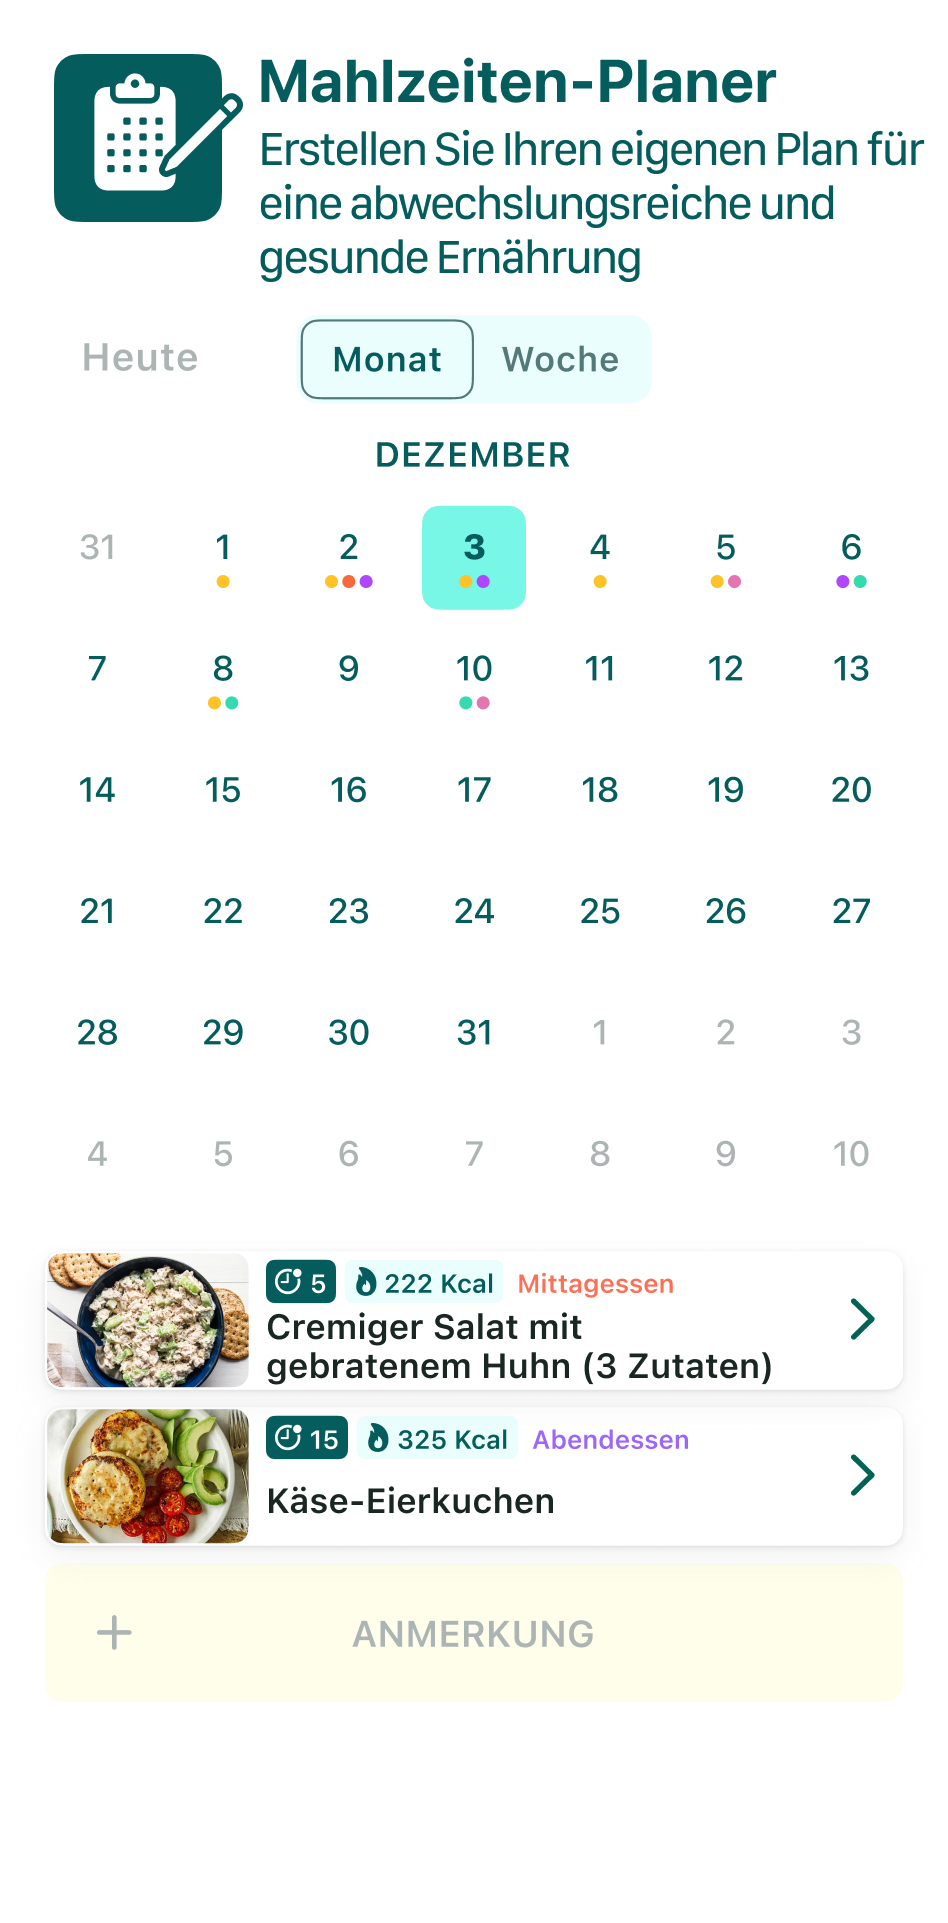 Mahlzeiten-Planer
Erstellen Sie Ihren eigenen Plan für
eine abwechslungsreiche und
gesunde Ernährung
Heute Monat Woche
DEZEMBER
31 1 2 3 4 5 6
7 8 9 10 11 12 13
14 15 16 17 18 19 20
21 22 23 24 25 26 27
28 29 30 31 1 2 3
4 5 6 7 8 9 10
5 222 Kcal Mittagessen
Cremiger Salat mit
gebratenem Huhn (3 Zutaten)
15 325 Kcal Abendessen
Käse-Eierkuchen
+ ANMERKUNG